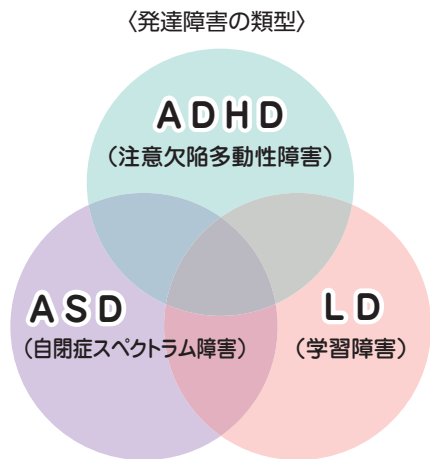 〈発達障害の類型〉
ADHD
（注意欠陥多動性障害）
ASD
（自閉症スペクトラム障害）
LD
（学習障害）